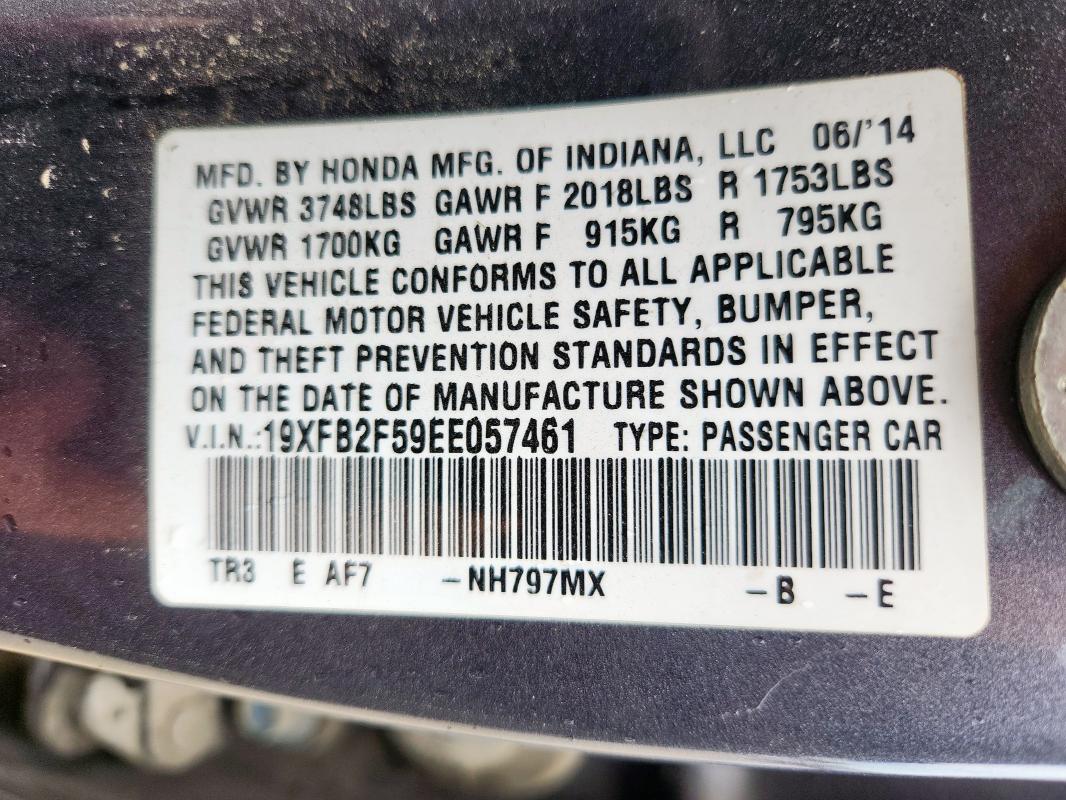 MFD. BY HONDA MFG. OF INDIANA, LLC 06/'14
GVWR 3748LBS GAWR F 2018LBS R 1753LBS
GVWR 1700KG GAWR F 915KG R 795KG
THIS VEHICLE CONFORMS TO ALL APPLICABLE
FEDERAL MOTOR VEHICLE SAFETY, BUMPER,
AND THEFT PREVENTION STANDARDS IN EFFECT
ON THE DATE OF MANUFACTURE SHOWN ABOVE.
V.I.N.:19XFB2F59EE057461 TYPE: PASSENGER CAR
TR3 E AF7 -NH797MX -B -E